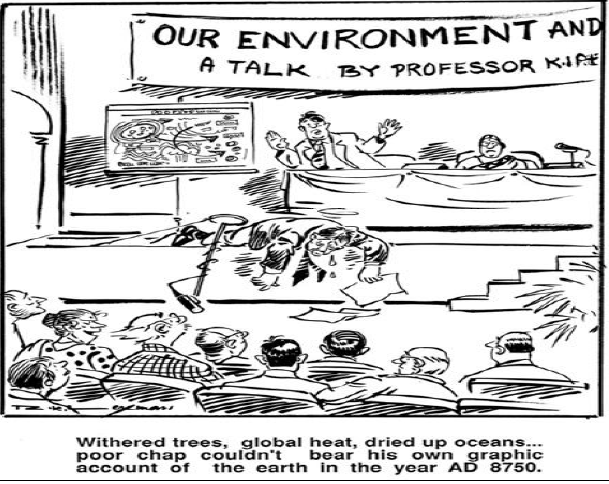 OUR ENVIRONMENT AND
A TALK BY PROFESSOR
Withered trees, global heat, dried up oceans...
poor chap couldn't bear his own graphic
account of the earth in the year AD 8750.